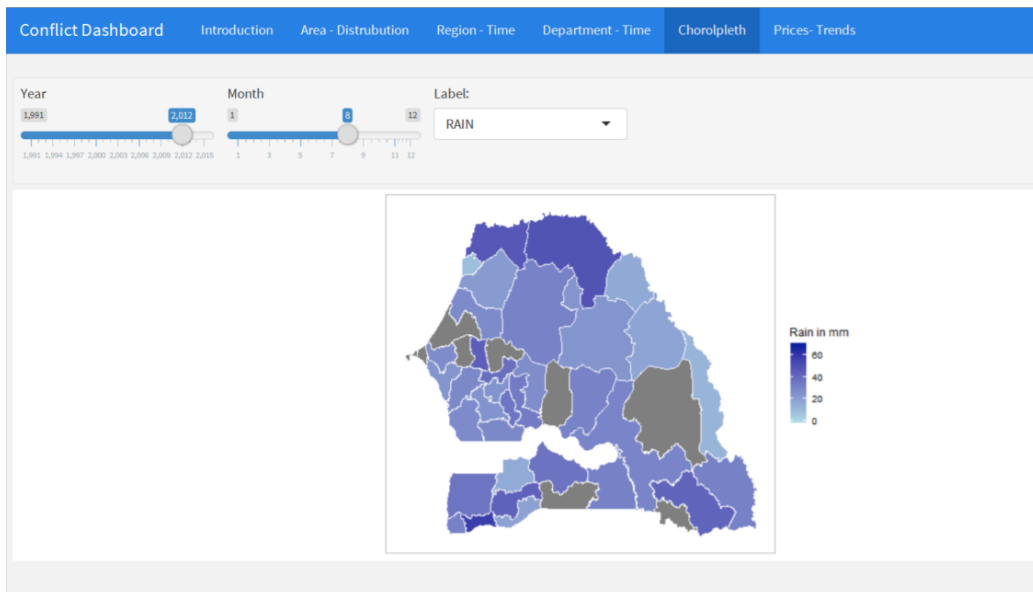 Conflict Dashboard Introduction Area - Distrubution Region - Time Department - Time Chorolpleth Prices- Trends
Year Month Label:
1,991 2,012 1 8 12
RAIN
1,991 1,994 1,997 2,000 2,003 2,006 2,009 2,012 2,015 1 3 5 7 9 11 12
Rain in mm
60
40
20
0